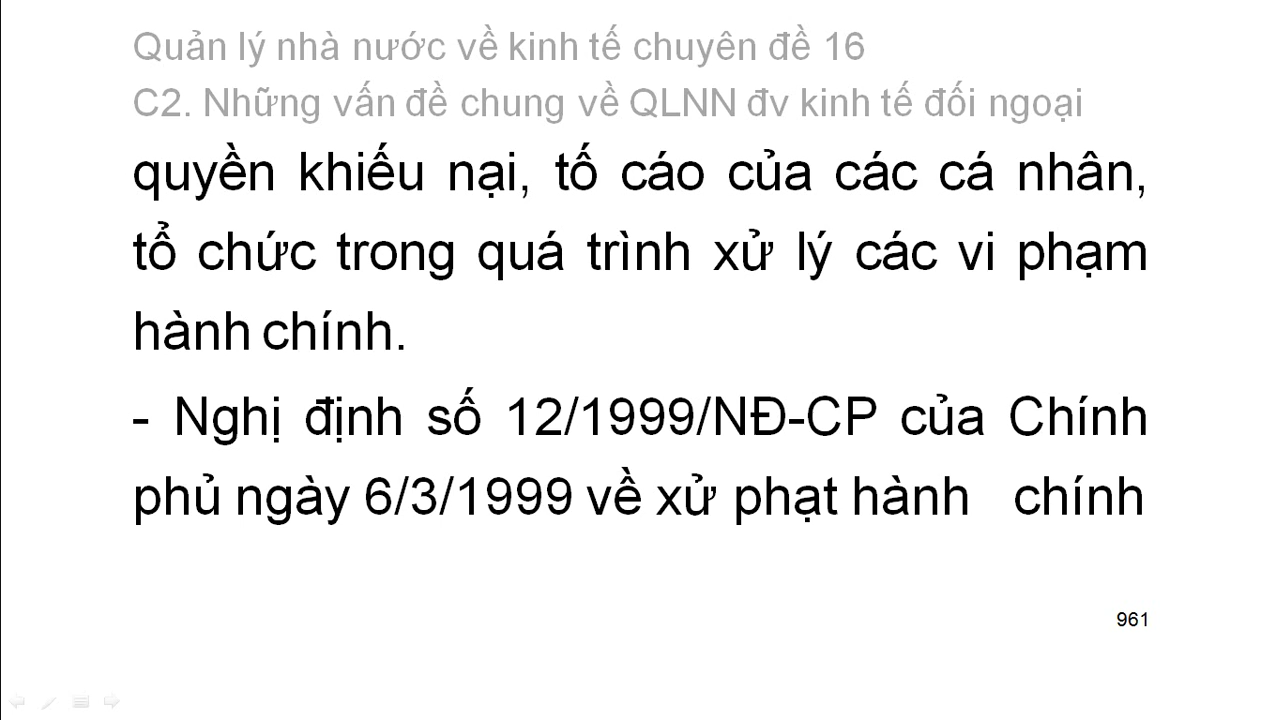 Quản lý nhà nước về kinh tế chuyên đề 16
C2. Những vấn đề chung về QLNN đv kinh tế đối ngoại
quyền khiếu nại, tố cáo của các cá nhân,
tổ chức trong quá trình xử lý các vi phạm
hành chính.
- Nghị định số 12/1999/NĐ-CP của Chính
phủ ngày 6/3/1999 về xử phạt hành chính
961